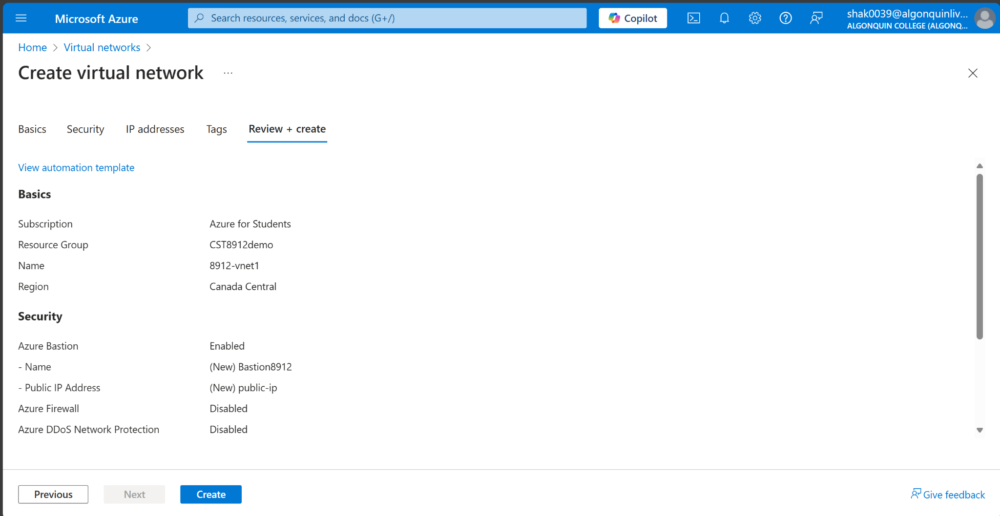 Microsoft Azure
Search resources, services, and docs (G+/)
Copilot
shak0039@algonquinliv...
ALGONQUIN COLLEGE (ALGONQ...
Home > Virtual networks >
Create virtual network ...
Basics Security IP addresses Tags Review + create
View automation template
Basics
Subscription Azure for Students
Resource Group CST8912demo
Name 8912-vnet1
Region Canada Central
Security
Azure Bastion Enabled
- Name (New) Bastion8912
- Public IP Address (New) public-ip
Azure Firewall Disabled
Azure DDoS Network Protection Disabled
Previous Next Create
Give feedback